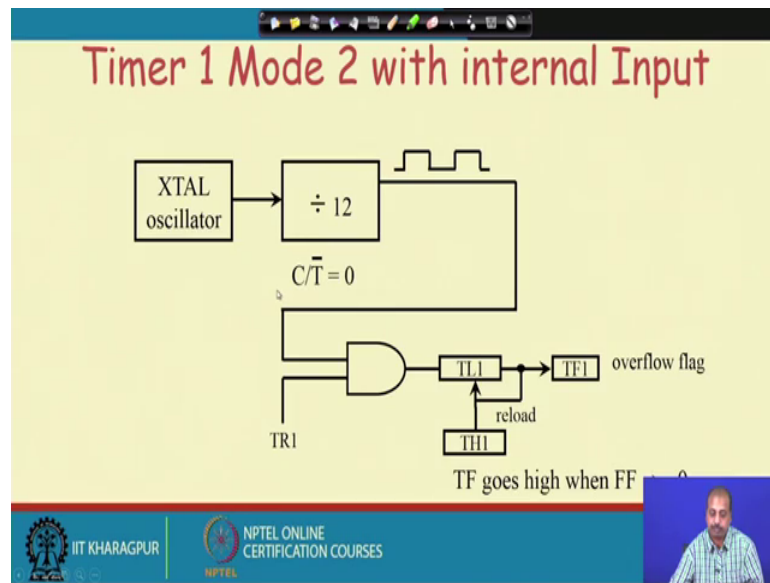 Timer 1 Mode 2 with internal Input
XTAL
oscillator
÷ 12
C/T̅ = 0
TL1
TF1
overflow flag
reload
TR1
TH1
TF goes high when FF
IIT KHARAGPUR
NPTEL
NPTEL ONLINE
CERTIFICATION COURSES